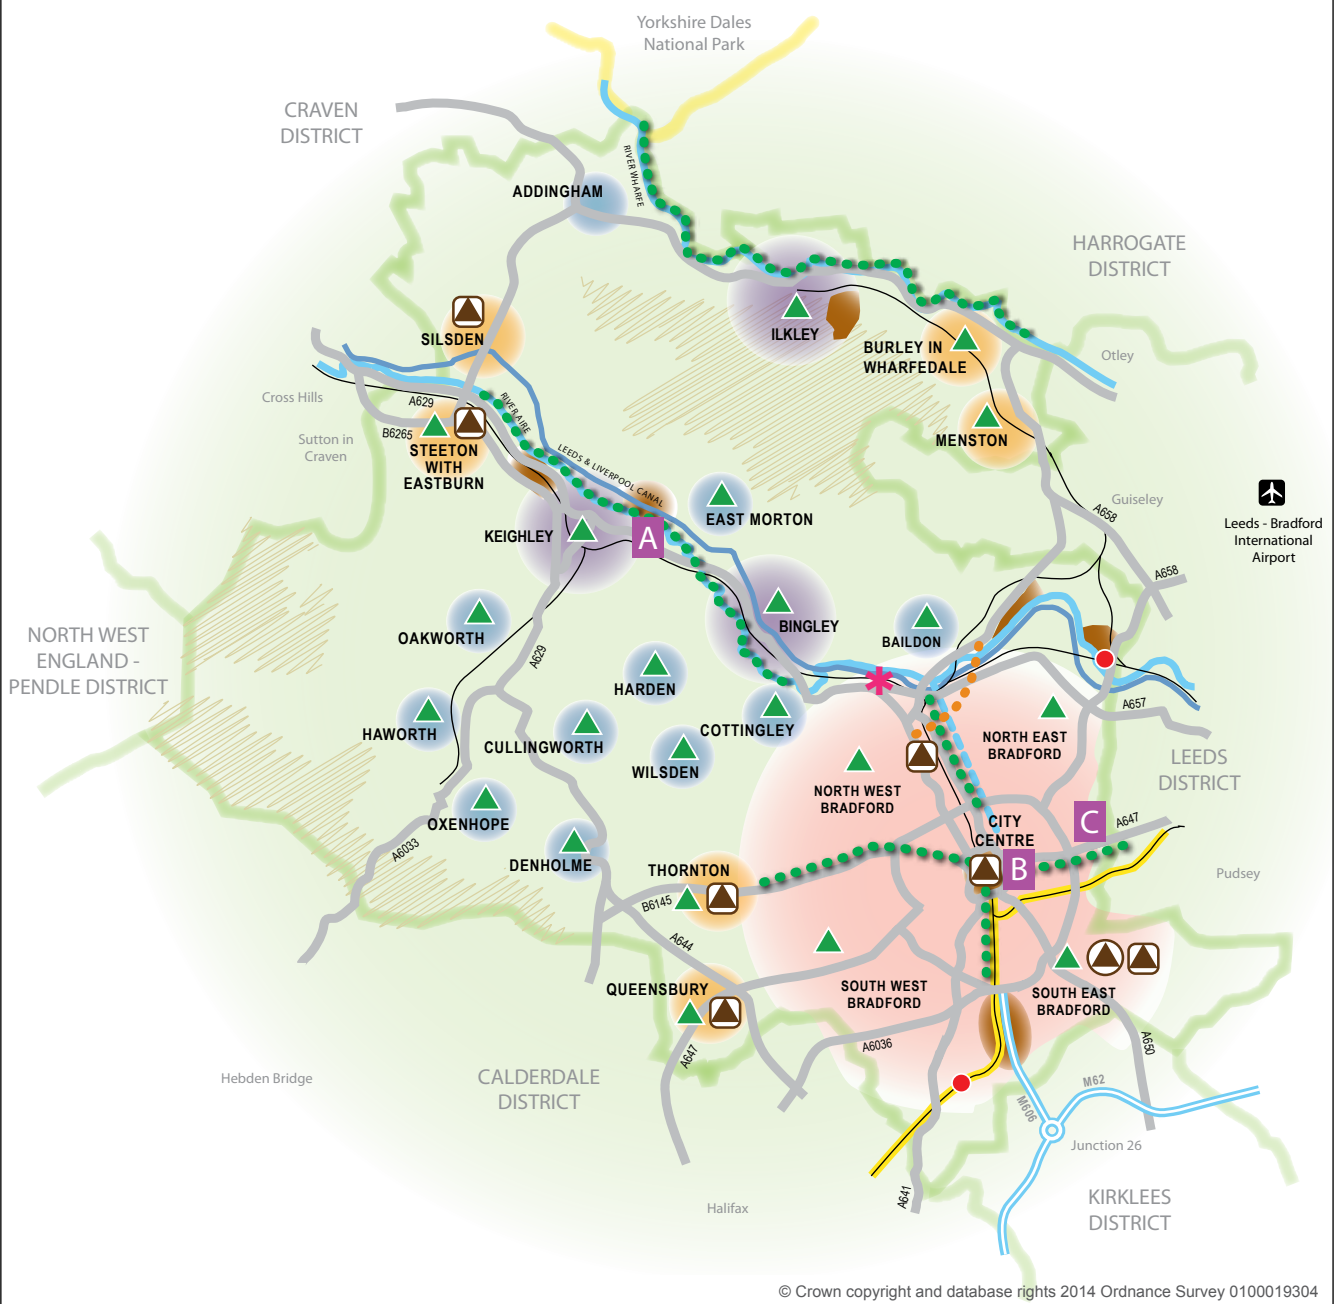 Yorkshire Dales
National Park
CRAVEN
DISTRICT
RIVER WHARFE
ADDINGHAM
HARROGATE
DISTRICT
ILKLEY
SILSDEN
BURLEY IN
WHARFEDALE
Otley
Cross Hills
A629
RIVER AIRE
B6265
Sutton in
Craven
STEETON
WITH
EASTBURN
MENSTON
LEEDS & LIVERPOOL CANAL
Guiseley
A658
EAST MORTON
Leeds - Bradford
International
Airport
KEIGHLEY
A
A658
NORTH WEST
ENGLAND -
PENDLE DISTRICT
OAKWORTH
BINGLEY
BAILDON
A629
HARDEN
HAWORTH
CULLINGWORTH
COTTINGLEY
A657
NORTH EAST
BRADFORD
WILSDEN
LEEDS
DISTRICT
NORTH WEST
BRADFORD
OXENHOPE
CITY
CENTRE
C
A647
A6033
DENHOLME
THORNTON
B
Pudsey
B6145
A644
QUEENSBURY
SOUTH WEST
BRADFORD
SOUTH EAST
BRADFORD
A647
A6036
A650
Hebden Bridge
CALDERDALE
DISTRICT
M62
M606
Junction 26
A641
Halifax
KIRKLEES
DISTRICT
© Crown copyright and database rights 2014 Ordnance Survey 0100019304